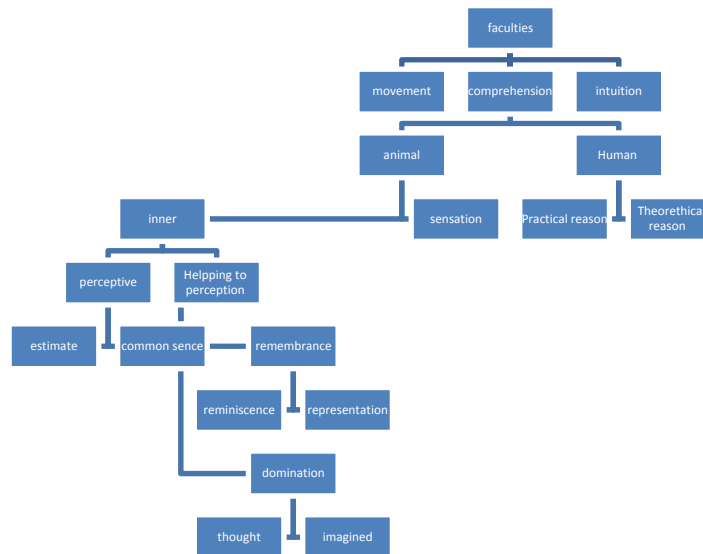 faculties
movement
comprehension
intuition
animal
Human
inner
sensation
Practical reason
Theorethical
reason
perceptive
Helpping to
perception
estimate
common sence
remembrance
reminiscence
representation
domination
thought
imagined